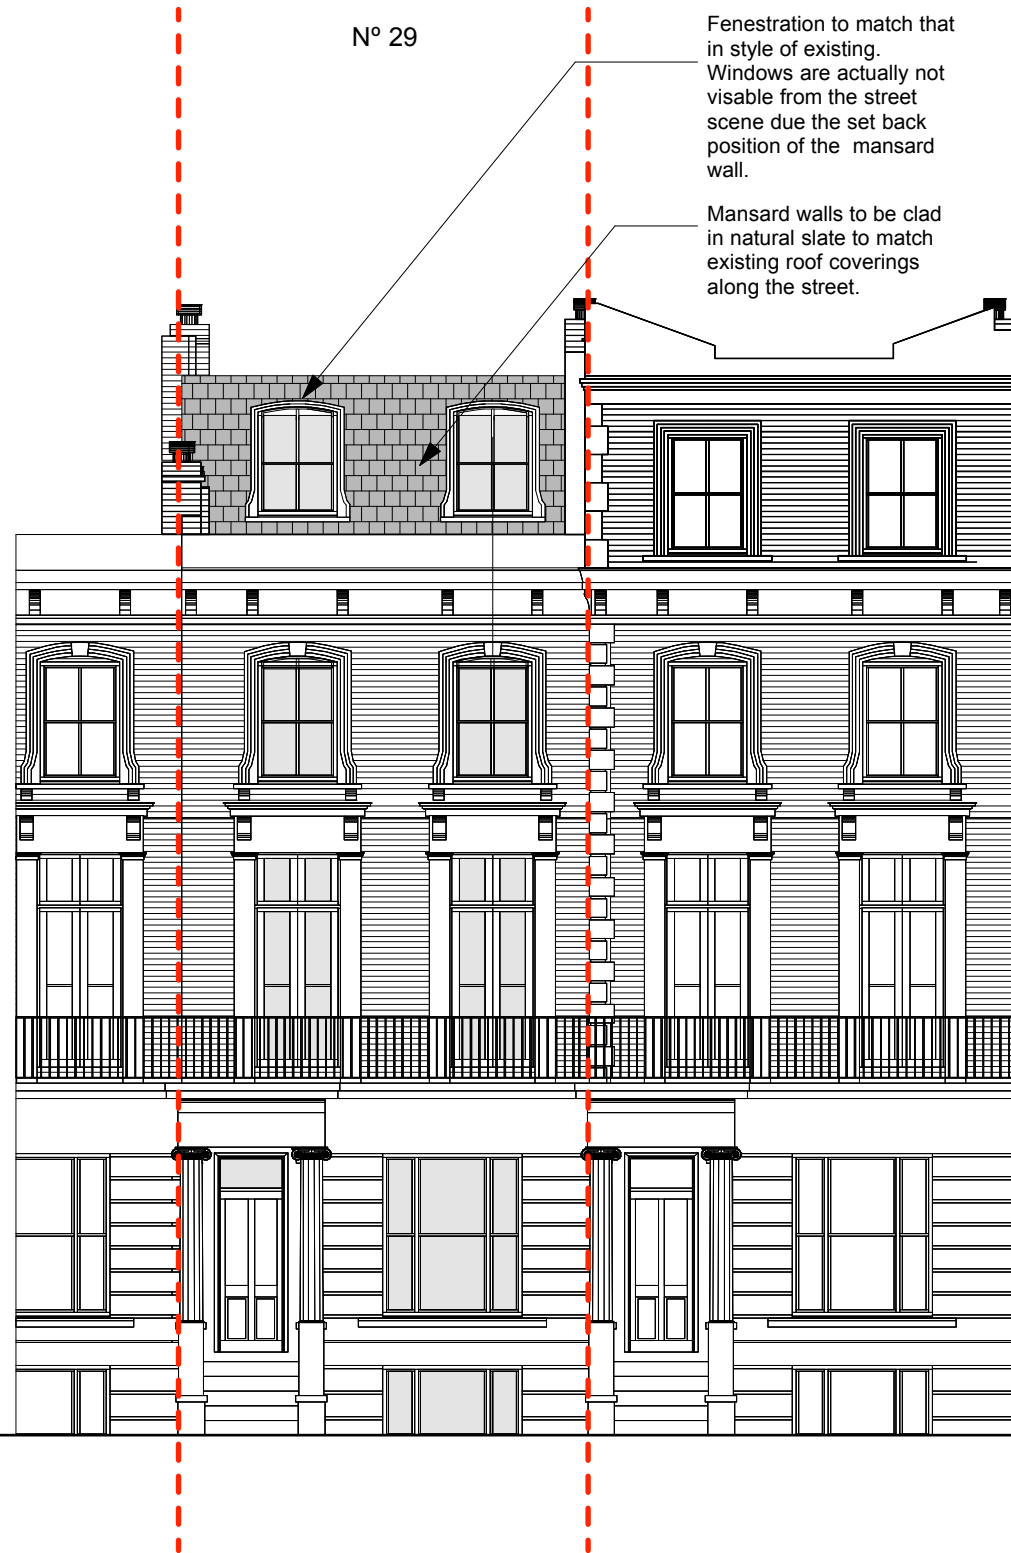 Nº 29
Fenestration to match that
in style of existing.
Windows are actually not
visable from the street
scene due the set back
position of the mansard
wall.
Mansard walls to be clad
in natural slate to match
existing roof coverings
along the street.